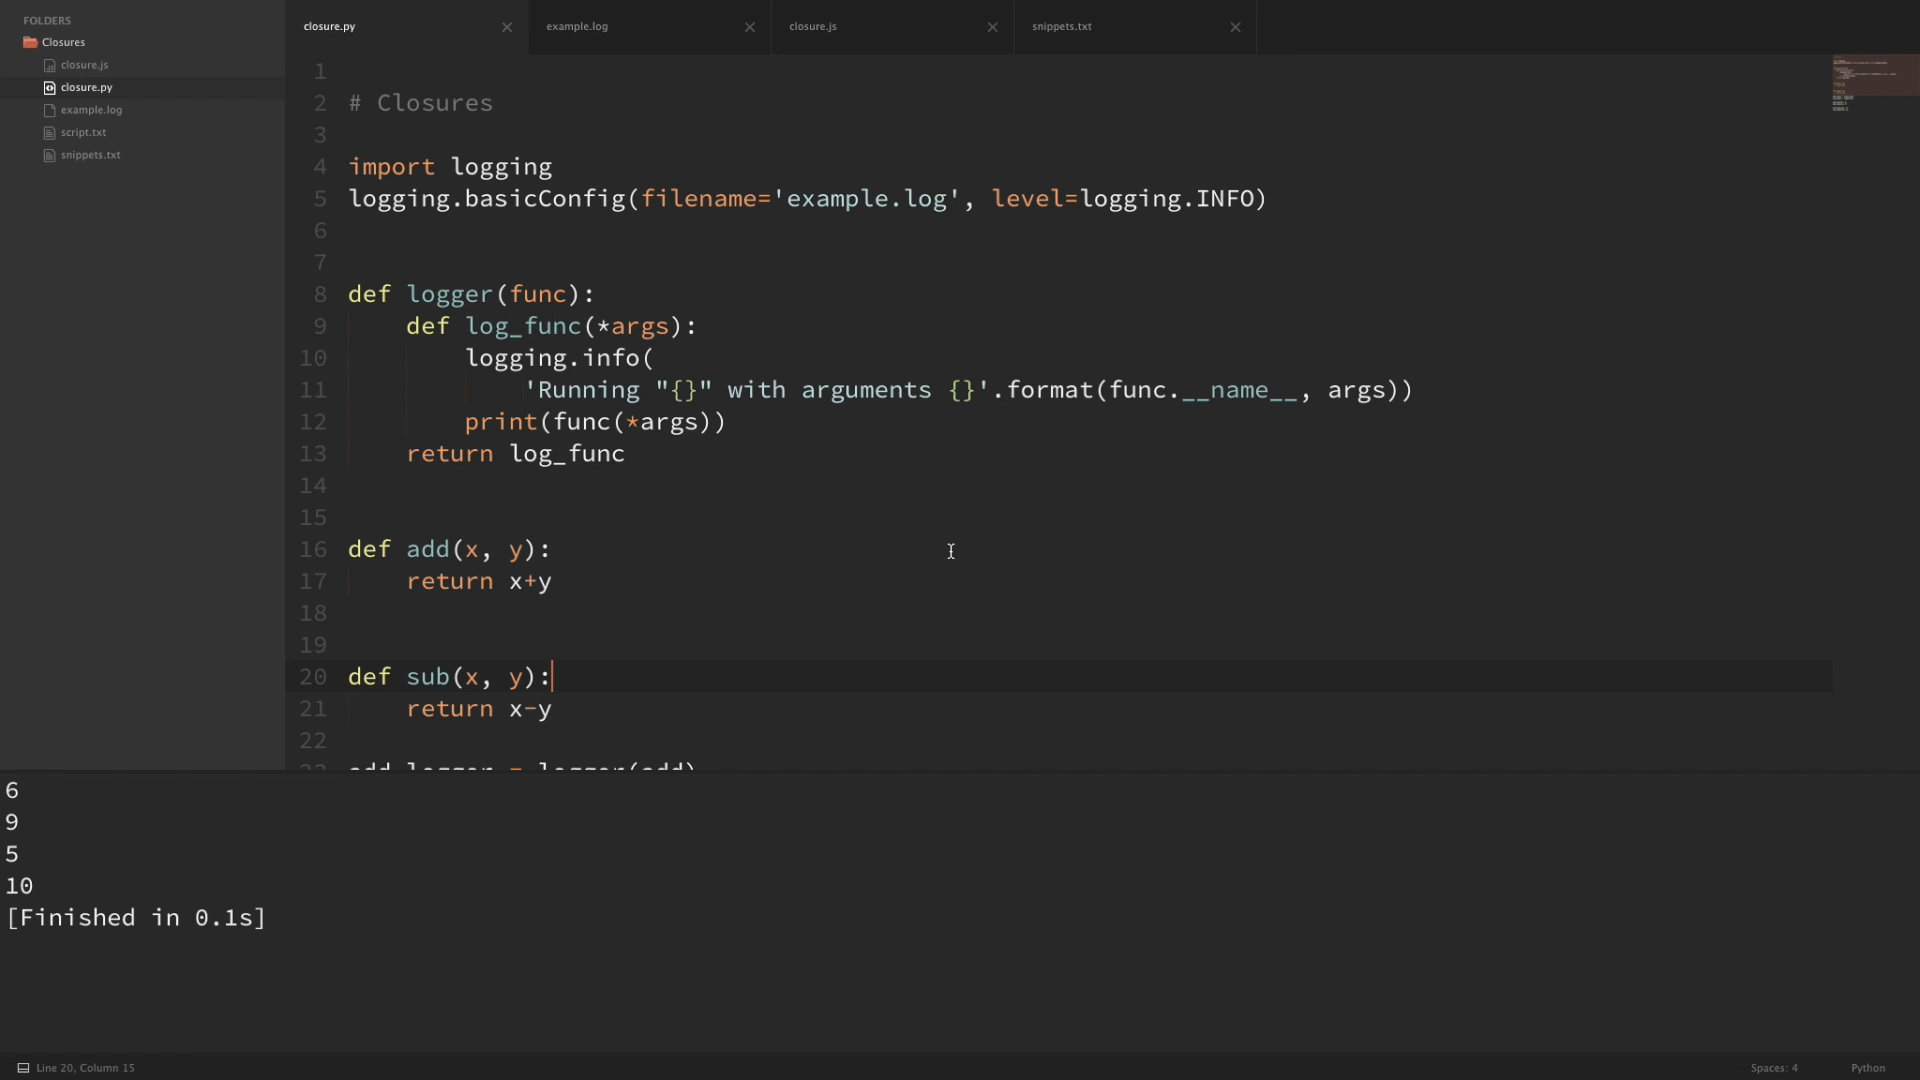 FOLDERS
Closures
closure.js
closure.py
example.log
script.txt
snippets.txt
closure.py
example.log
closure.js
snippets.txt
1
2 # Closures
3
4 import logging
5 logging.basicConfig(filename='example.log', level=logging.INFO)
6
7
8 def logger(func):
9     def log_func(*args):
10         logging.info(
11             'Running "{}" with arguments {}'.format(func.__name__, args))
12         print(func(*args))
13     return log_func
14
15
16 def add(x, y):
17     return x+y
18
19
20 def sub(x, y):
21     return x-y
22
23 add_logger = logger(add)
6
9
5
10
[Finished in 0.1s]
Line 20, Column 15
Spaces: 4
Python